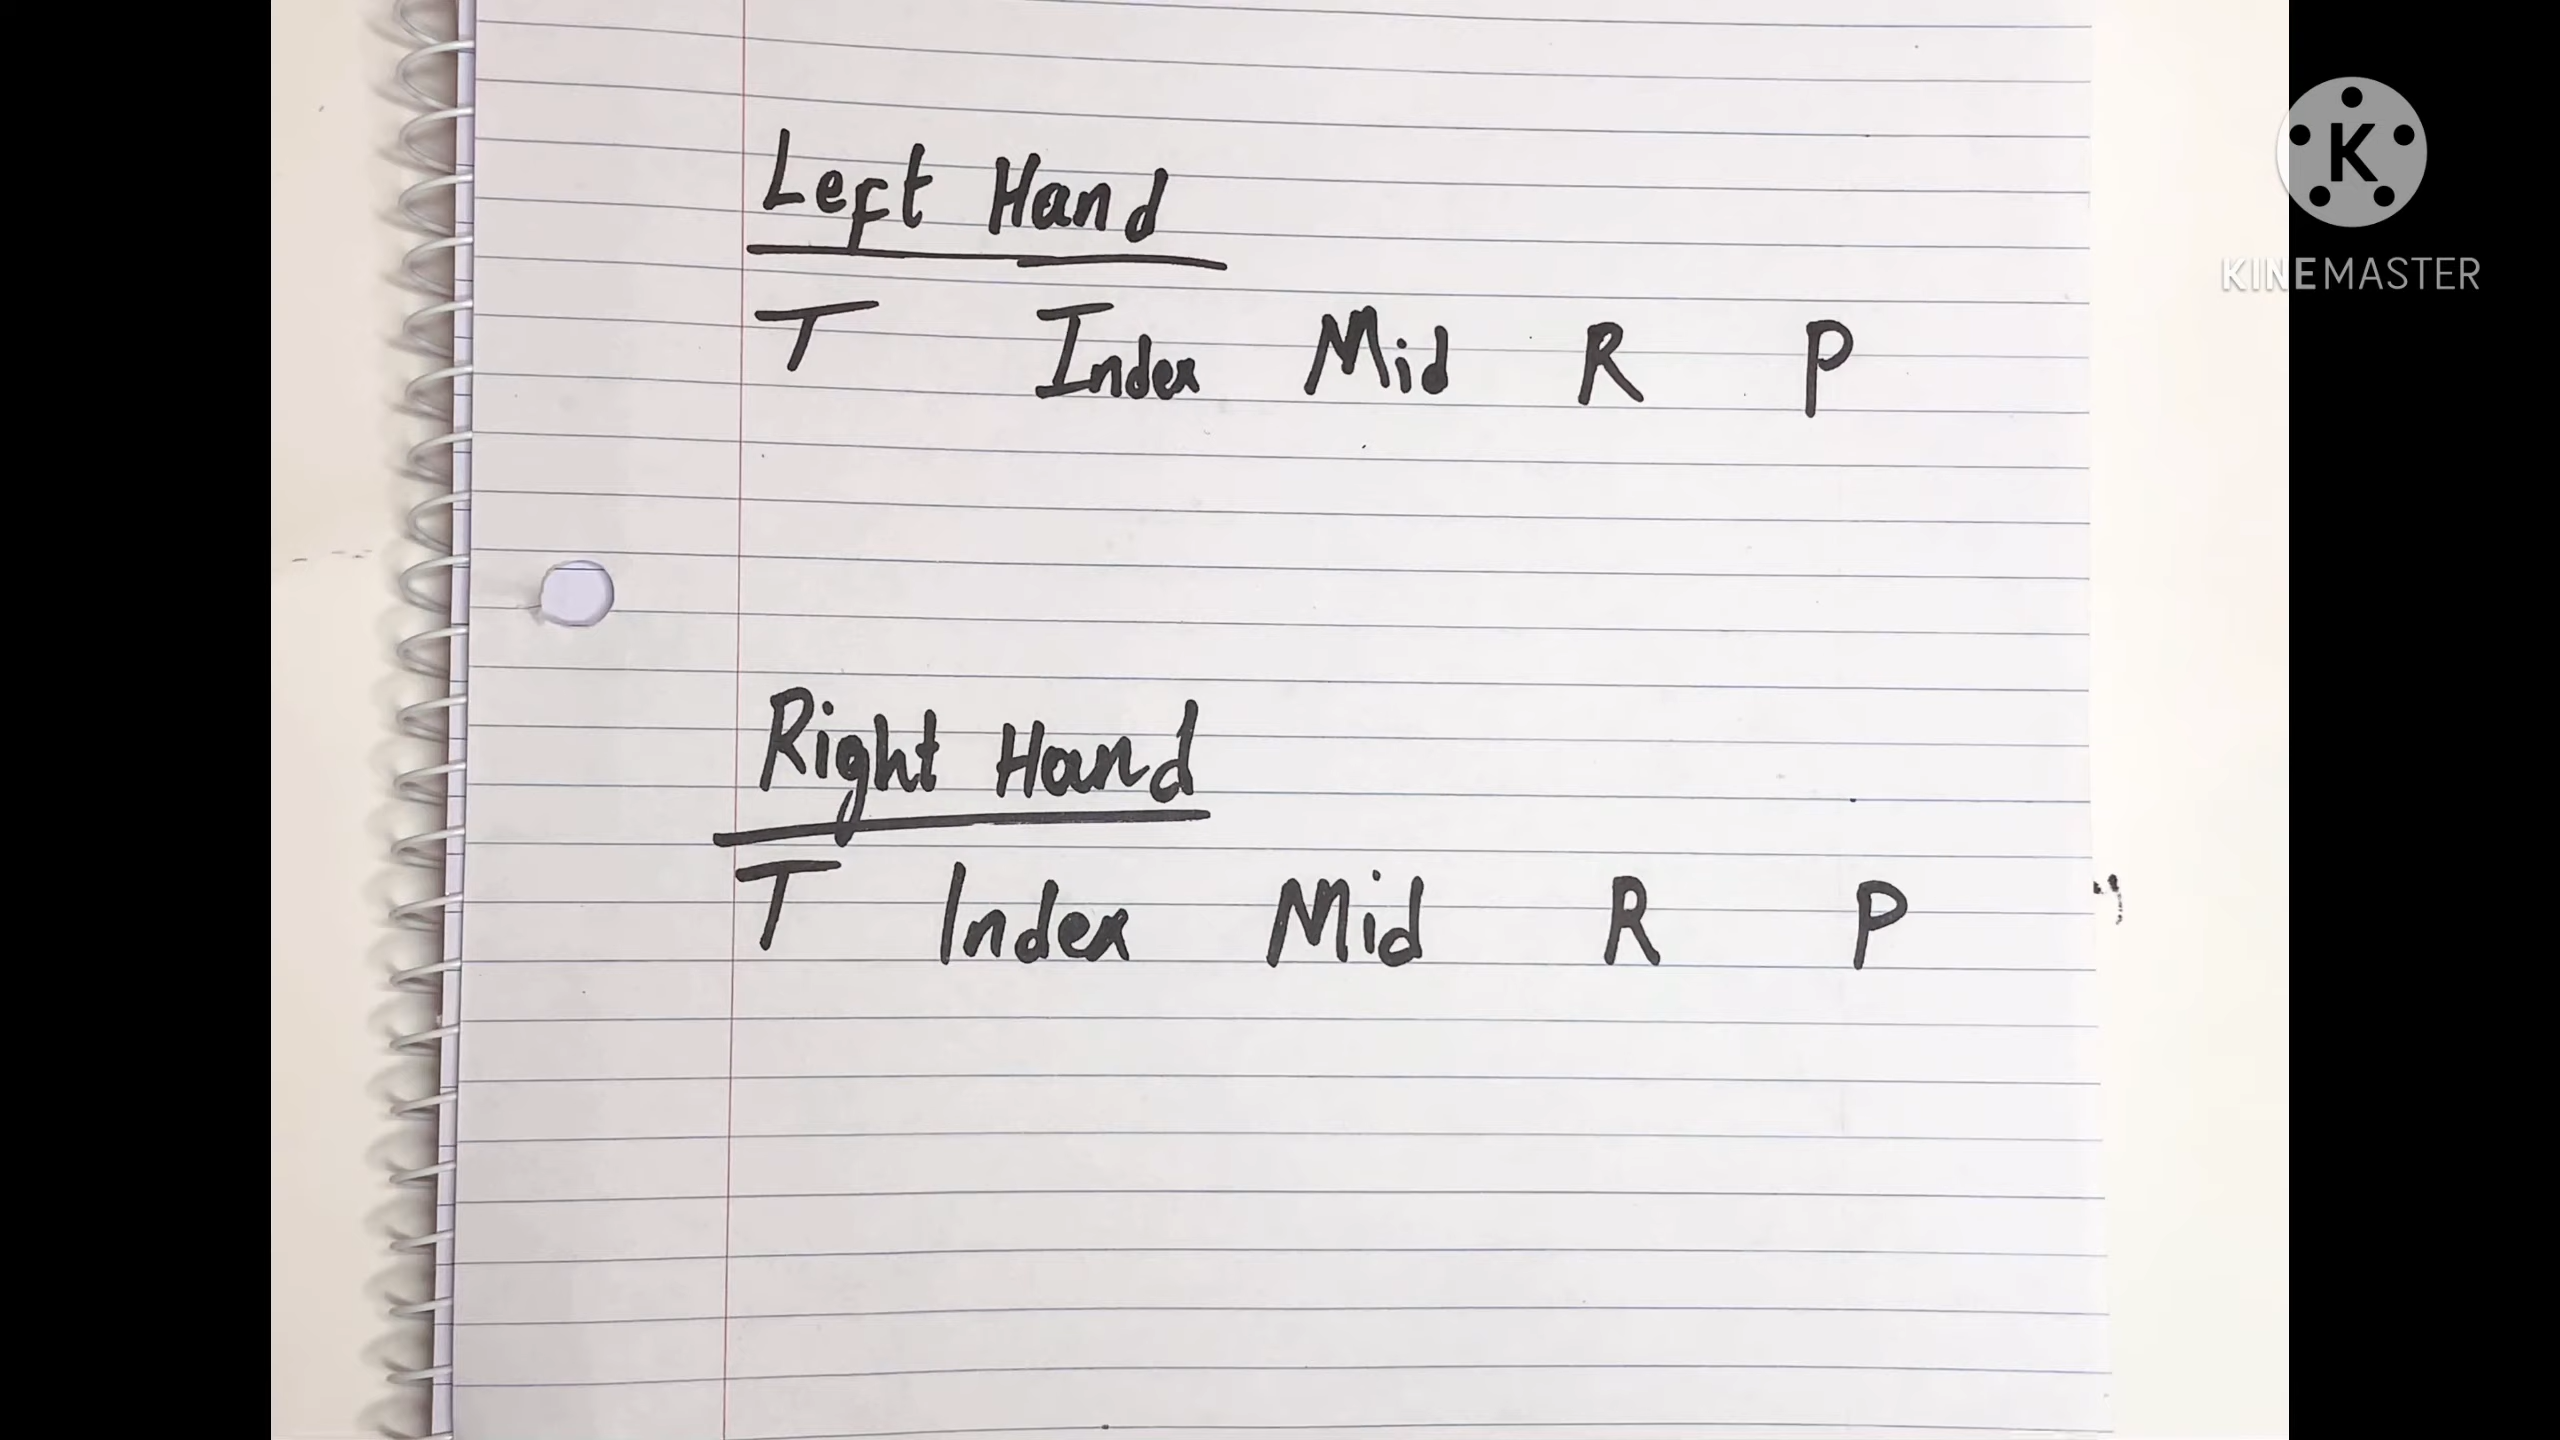 Left Hand
T Index Mid R P
Right Hand
T Index Mid R P
K
KINEMASTER